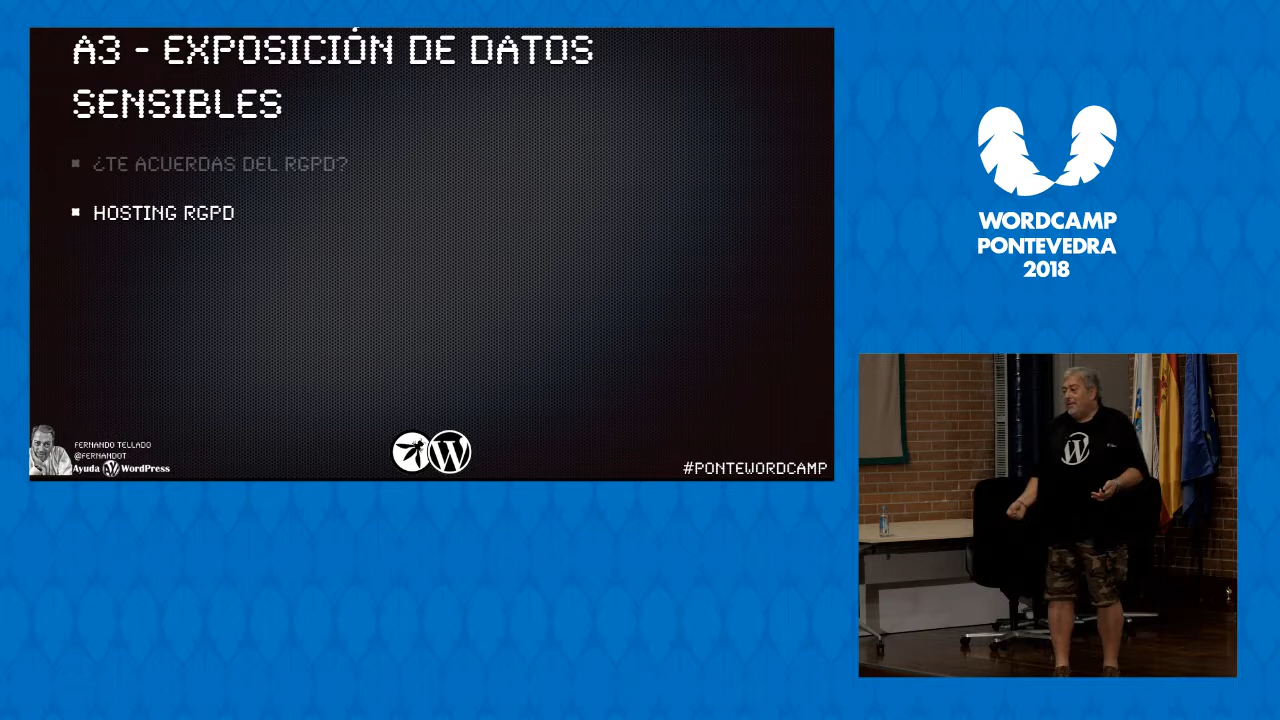 A3 - EXPOSICIÓN DE DATOS
SENSIBLES
¿TE ACUERDAS DEL RGPD?
HOSTING RGPD
FERNANDO TELLADO
@FERNANDOT
Ayuda WordPress
#PONTEWORDCAMP
WORDCAMP
PONTEVEDRA
2018